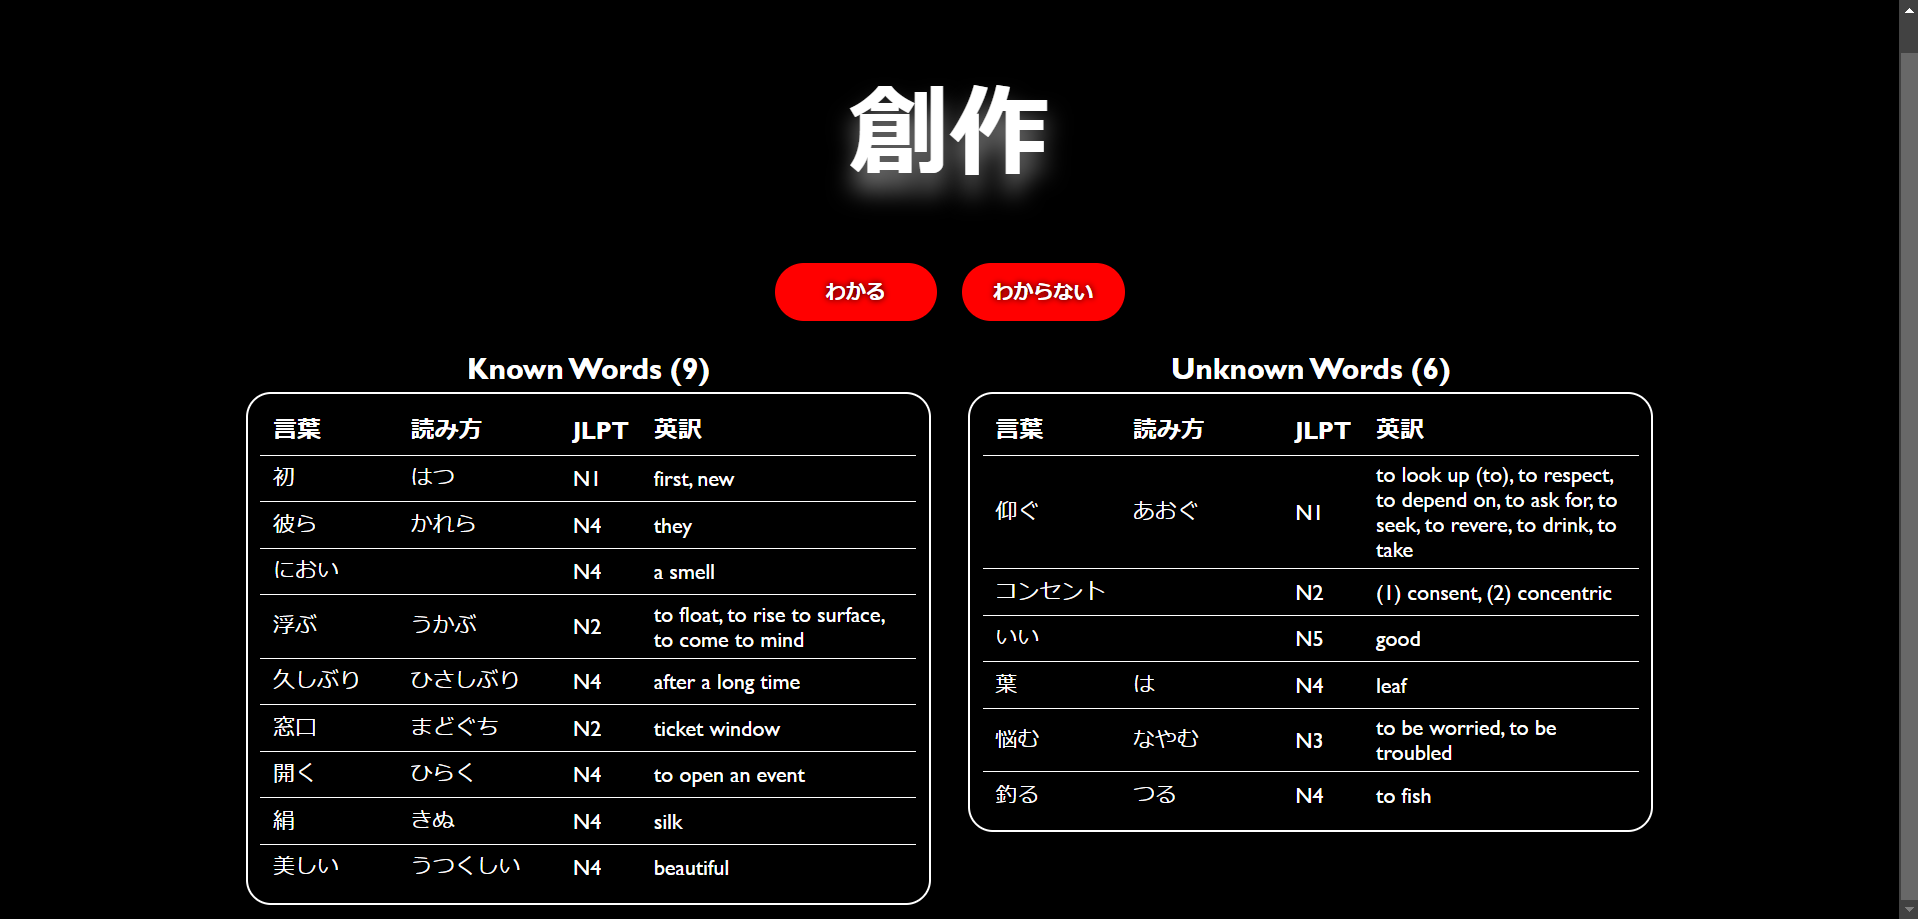 創作
わかる わからない
Known Words (9)
言葉 読み方 JLPT 英訳
初 はつ N1 first, new
彼ら かれら N4 they
におい N4 a smell
浮ぶ うかぶ N2 to float, to rise to surface,
to come to mind
久しぶり ひさしぶり N4 after a long time
窓口 まどぐち N2 ticket window
開く ひらく N4 to open an event
絹 きぬ N4 silk
美しい うつくしい N4 beautiful
Unknown Words (6)
言葉 読み方 JLPT 英訳
仰ぐ あおぐ N1 to look up (to), to respect,
to depend on, to ask for, to
seek, to revere, to drink, to
take
コンセント N2 (1) consent, (2) concentric
いい N5 good
葉 は N4 leaf
悩む なやむ N3 to be worried, to be
troubled
釣る つる N4 to fish